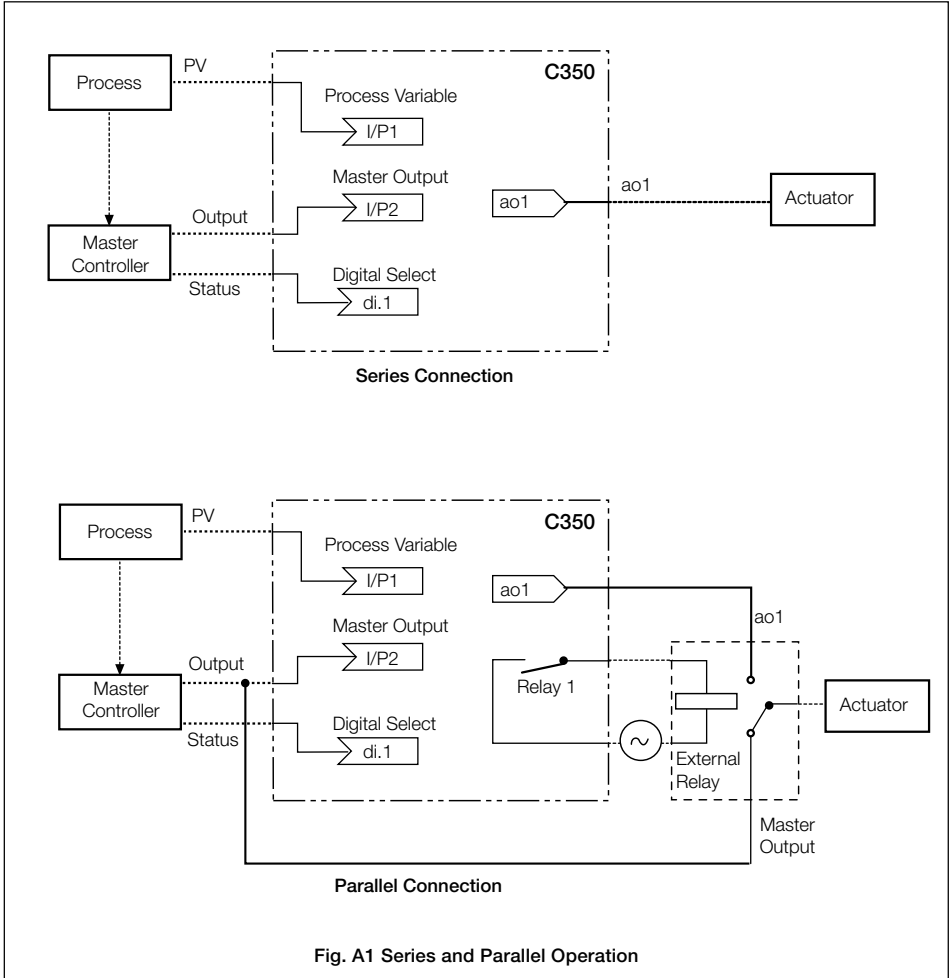 C350
Process
PV
Process Variable
I/P1
Master Output
I/P2
ao1
ao1
Actuator
Output
Master
Controller
Status
Digital Select
di.1
Series Connection
C350
Process
PV
Process Variable
I/P1
ao1
ao1
Master Output
I/P2
Output
Master
Controller
Status
Relay 1
Actuator
Digital Select
di.1
External
Relay
Master
Output
Parallel Connection
Fig. A1 Series and Parallel Operation